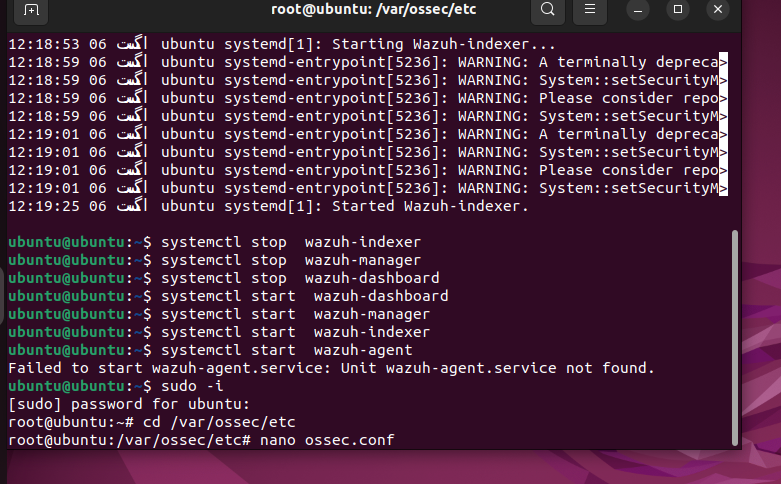 root@ubuntu: /var/ossec/etc
12:18:53 06 اگست ubuntu systemd[1]: Starting Wazuh-indexer...
12:18:59 06 اگست ubuntu systemd-entrypoint[5236]: WARNING: A terminally depreca>
12:18:59 06 اگست ubuntu systemd-entrypoint[5236]: WARNING: System::setSecurityM>
12:18:59 06 اگست ubuntu systemd-entrypoint[5236]: WARNING: Please consider repo>
12:18:59 06 اگست ubuntu systemd-entrypoint[5236]: WARNING: System::setSecurityM>
12:19:01 06 اگست ubuntu systemd-entrypoint[5236]: WARNING: A terminally depreca>
12:19:01 06 اگست ubuntu systemd-entrypoint[5236]: WARNING: System::setSecurityM>
12:19:01 06 اگست ubuntu systemd-entrypoint[5236]: WARNING: Please consider repo>
12:19:01 06 اگست ubuntu systemd-entrypoint[5236]: WARNING: System::setSecurityM>
12:19:25 06 اگست ubuntu systemd[1]: Started Wazuh-indexer.
ubuntu@ubuntu:~$ systemctl stop  wazuh-indexer
ubuntu@ubuntu:~$ systemctl stop  wazuh-manager
ubuntu@ubuntu:~$ systemctl stop  wazuh-dashboard
ubuntu@ubuntu:~$ systemctl start  wazuh-dashboard
ubuntu@ubuntu:~$ systemctl start  wazuh-manager
ubuntu@ubuntu:~$ systemctl start  wazuh-indexer
ubuntu@ubuntu:~$ systemctl start  wazuh-agent
Failed to start wazuh-agent.service: Unit wazuh-agent.service not found.
ubuntu@ubuntu:~$ sudo -i
[sudo] password for ubuntu:
root@ubuntu:~# cd /var/ossec/etc
root@ubuntu:/var/ossec/etc# nano ossec.conf